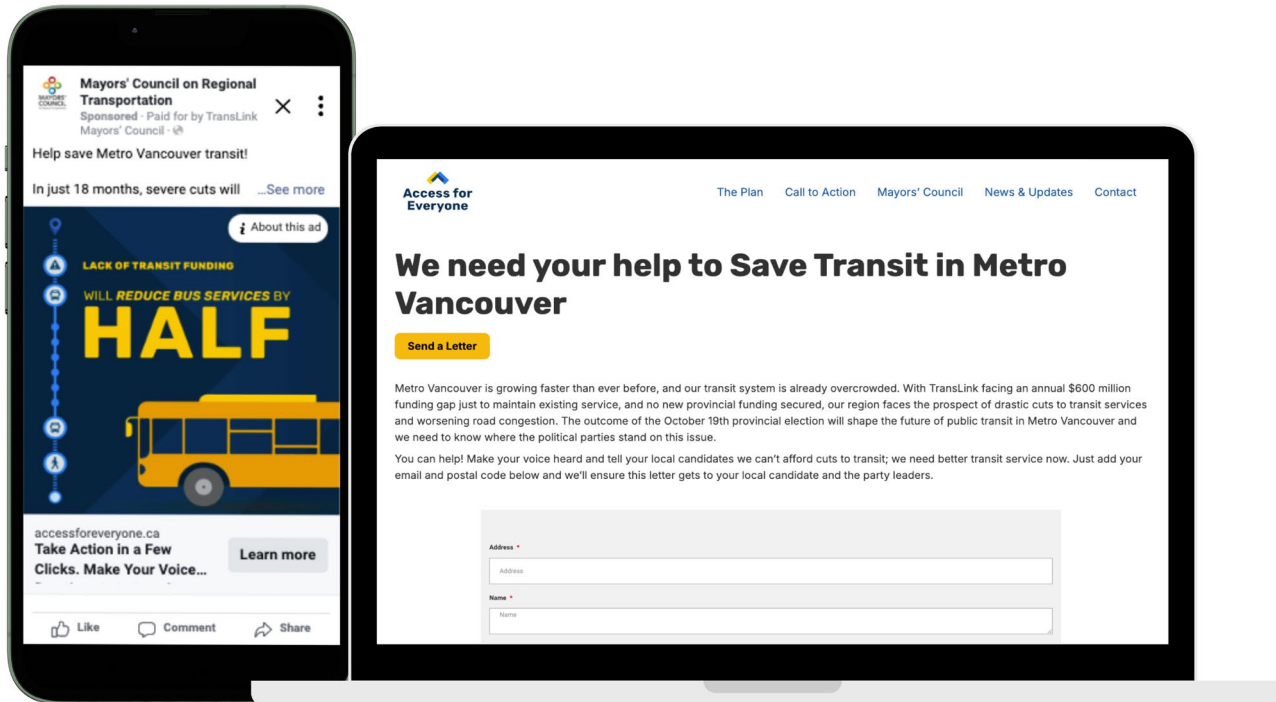 MAYORS'
COUNCIL
Mayors' Council on Regional
Transportation
Sponsored · Paid for by TransLink
Mayors' Council ·
Help save Metro Vancouver transit!
In just 18 months, severe cuts will ...See more
About this ad
LACK OF TRANSIT FUNDING
WILL REDUCE BUS SERVICES BY
HALF
accessforeveryone.ca
Take Action in a Few
Clicks. Make Your Voice...
Learn more
Like Comment Share
Access for
Everyone
The Plan Call to Action Mayors' Council News & Updates Contact
We need your help to Save Transit in Metro
Vancouver
Send a Letter
Metro Vancouver is growing faster than ever before, and our transit system is already overcrowded. With TransLink facing an annual $600 million
funding gap just to maintain existing service, and no new provincial funding secured, our region faces the prospect of drastic cuts to transit services
and worsening road congestion. The outcome of the October 19th provincial election will shape the future of public transit in Metro Vancouver and
we need to know where the political parties stand on this issue.
You can help! Make your voice heard and tell your local candidates we can't afford cuts to transit; we need better transit service now. Just add your
email and postal code below and we'll ensure this letter gets to your local candidate and the party leaders.
Address *
Address
Name *
Name